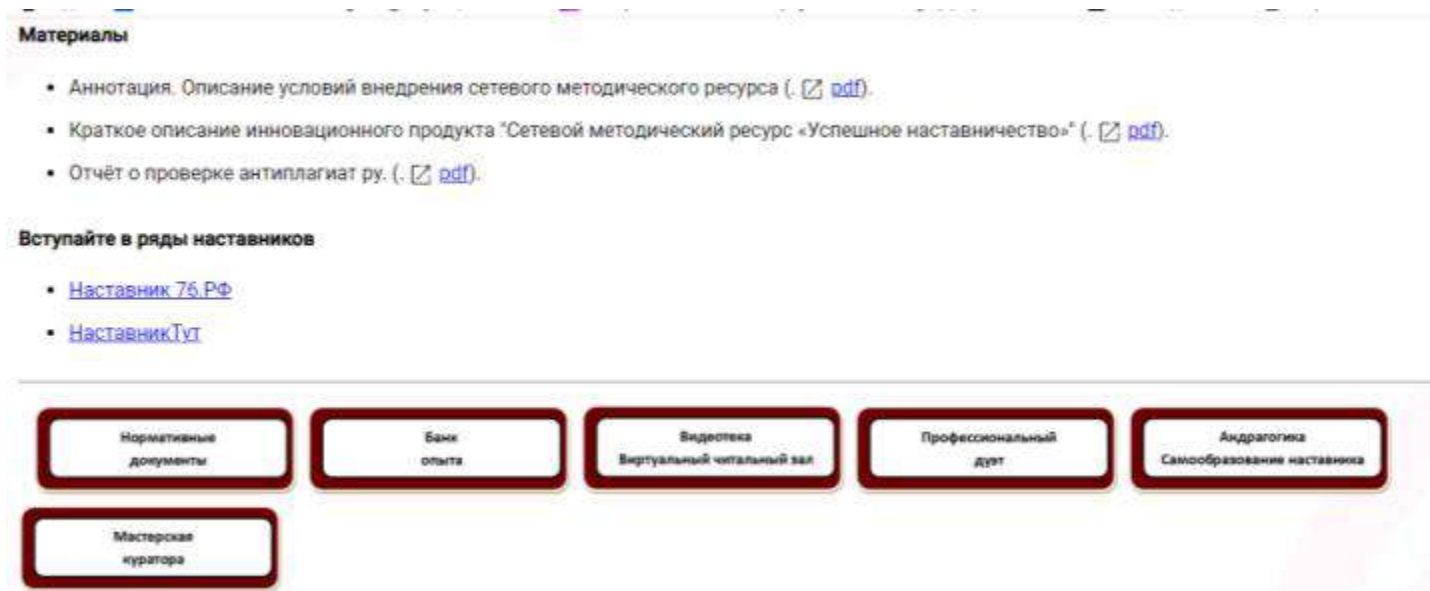 Материалы
Аннотация. Описание условий внедрения сетевого методического ресурса (. pdf).
Краткое описание инновационного продукта "Сетевой методический ресурс «Успешное наставничество»" (. pdf).
Отчёт о проверке антиплагиат ру. (. pdf).
Вступайте в ряды наставников
Наставник 76.РФ
НаставникТут
Нормативные
документы
Банк
опыта
Видеотека
Виртуальный читальный зал
Профессиональный
дуэт
Андрагогика
Самообразование наставника
Мастерская
куратора